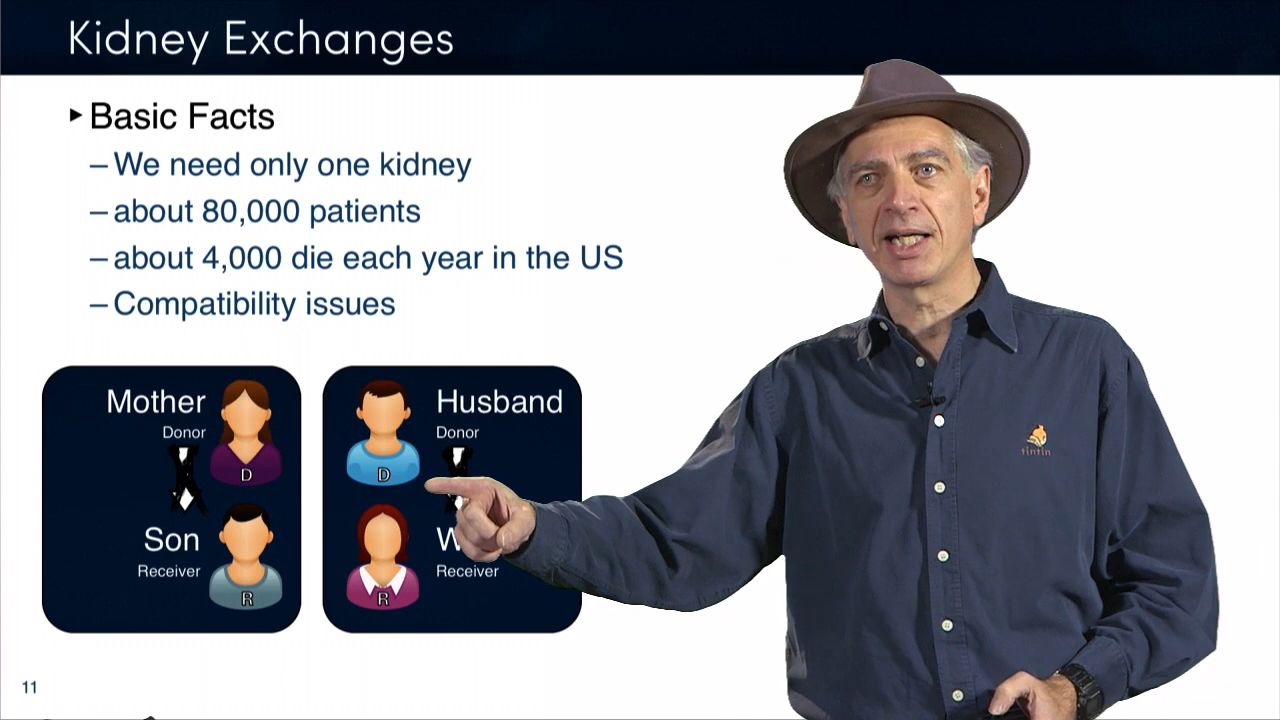 Kidney Exchanges
▸ Basic Facts
– We need only one kidney
– about 80,000 patients
– about 4,000 die each year in the US
– Compatibility issues
Mother
Donor
D
Son
Receiver
R
Husband
Donor
D
Receiver
R
tintin
11